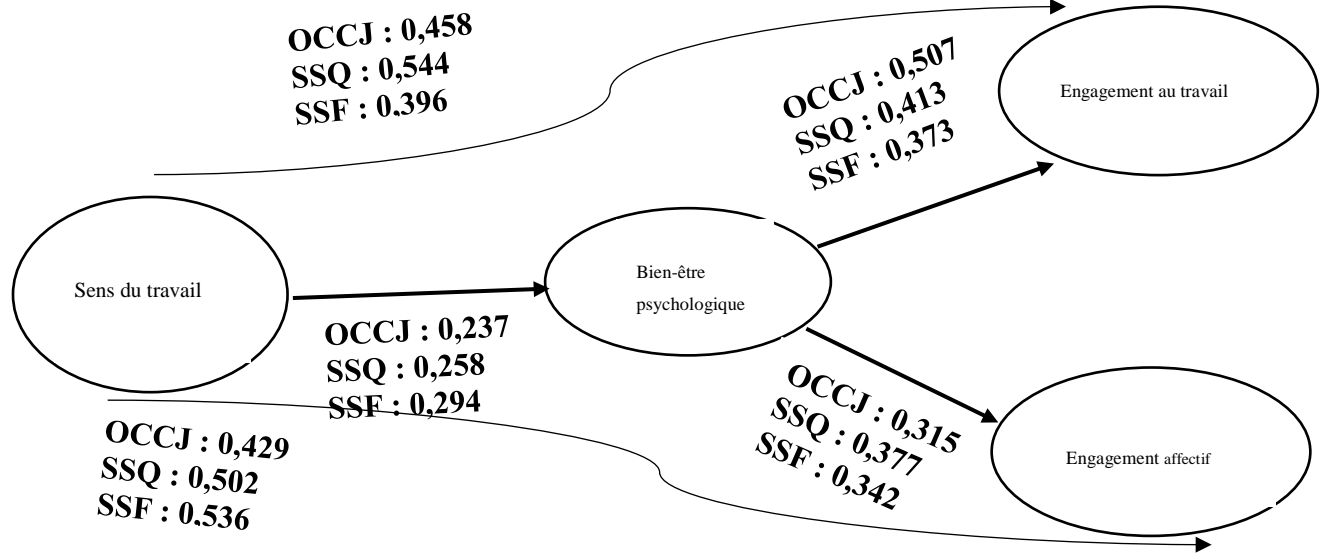 OCCJ : 0,458
SSQ : 0,544
SSF : 0,396
OCCJ : 0,507
SSQ : 0,413
SSF : 0,373
Engagement au travail
Sens du travail
Bien-être
psychologique
OCCJ : 0,237
SSQ : 0,258
SSF : 0,294
OCCJ : 0,429
SSQ : 0,502
SSF : 0,536
OCCJ : 0,315
SSQ : 0,377
SSF : 0,342
Engagement affectif